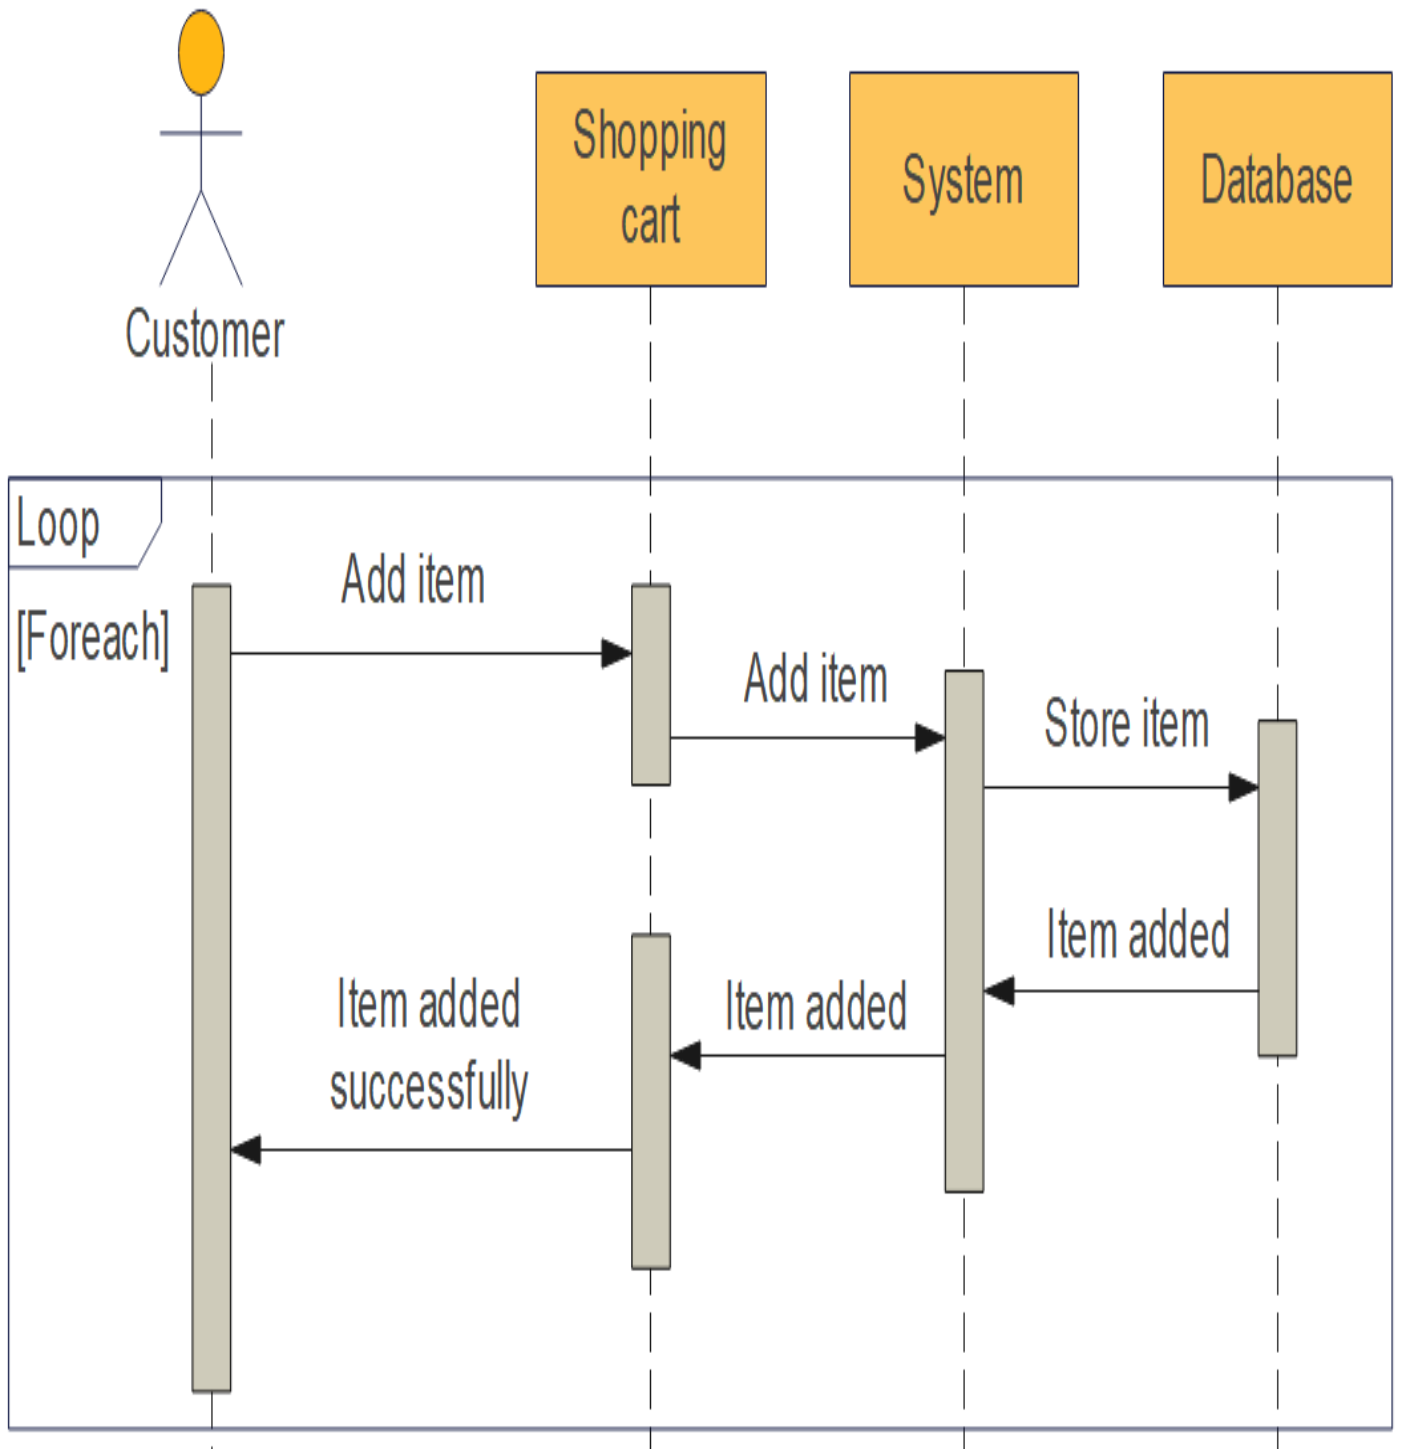 Shopping
cart
System
Database
Customer
Loop
[Foreach]
Add item
Add item
Store item
Item added
Item added
Item added
successfully